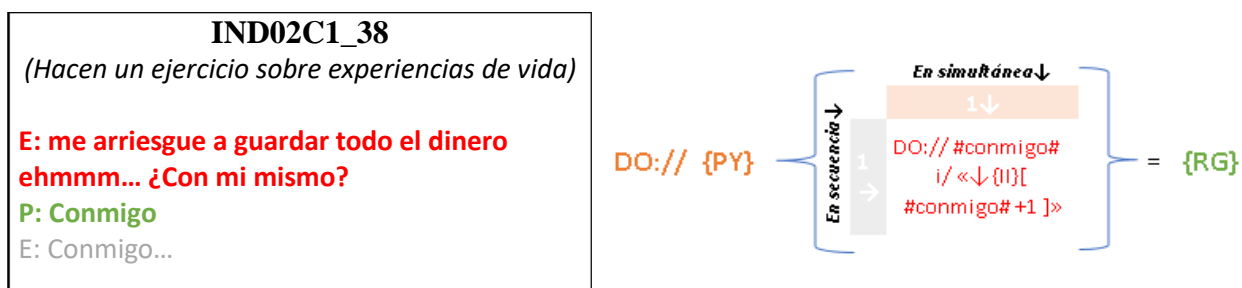 IND02C1_38
(Hacen un ejercicio sobre experiencias de vida)
E: me arriesgue a guardar todo el dinero
ehmmm… ¿Con mi mismo?
P: Conmigo
E: Conmigo…
DO:// {PY}
En secuencia↓
1
→
En simultánea↓
1↓
DO:// #conmigo#
i/ «↓{II}[
#conmigo# +1 ]»
= {RG}